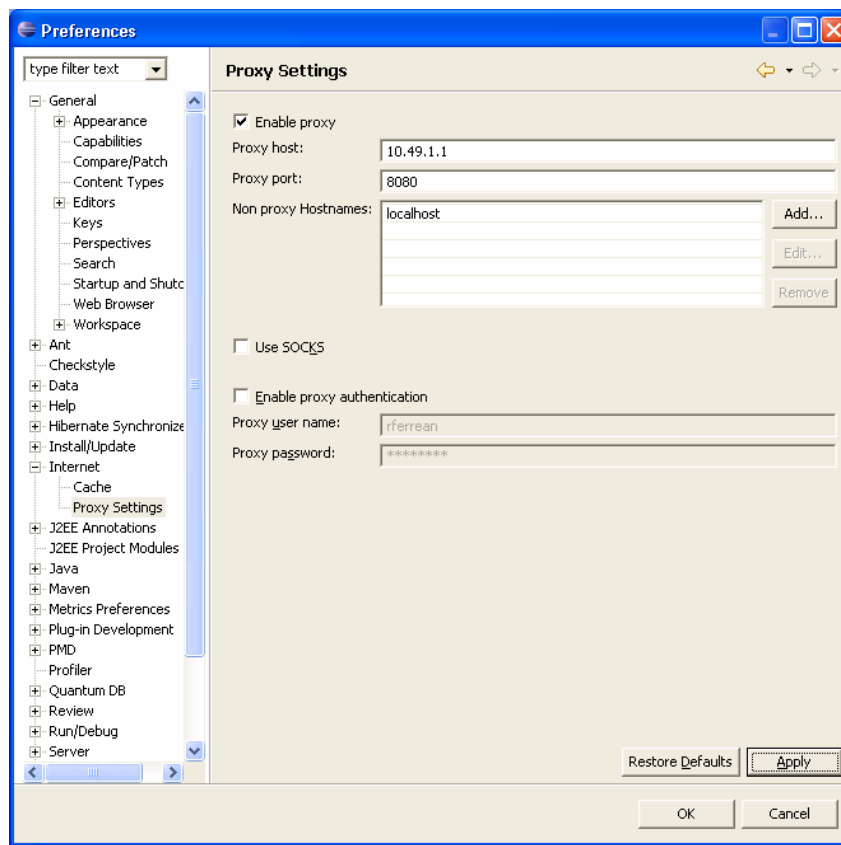 Preferences
type filter text
Proxy Settings
General
Appearance
Capabilities
Compare/Patch
Content Types
Editors
Keys
Perspectives
Search
Startup and Shutc
Web Browser
Workspace
Ant
Checkstyle
Data
Help
Hibernate Synchronize
Install/Update
Internet
Cache
Proxy Settings
J2EE Annotations
J2EE Project Modules
Java
Maven
Metrics Preferences
Plug-in Development
PMD
Profiler
Quantum DB
Review
Run/Debug
Server
Enable proxy
Proxy host: 10.49.1.1
Proxy port: 8080
Non proxy Hostnames: localhost
Add...
Edit...
Remove
Use SOCKS
Enable proxy authentication
Proxy user name: rferrean
Proxy password: ********
Restore Defaults Apply
OK Cancel